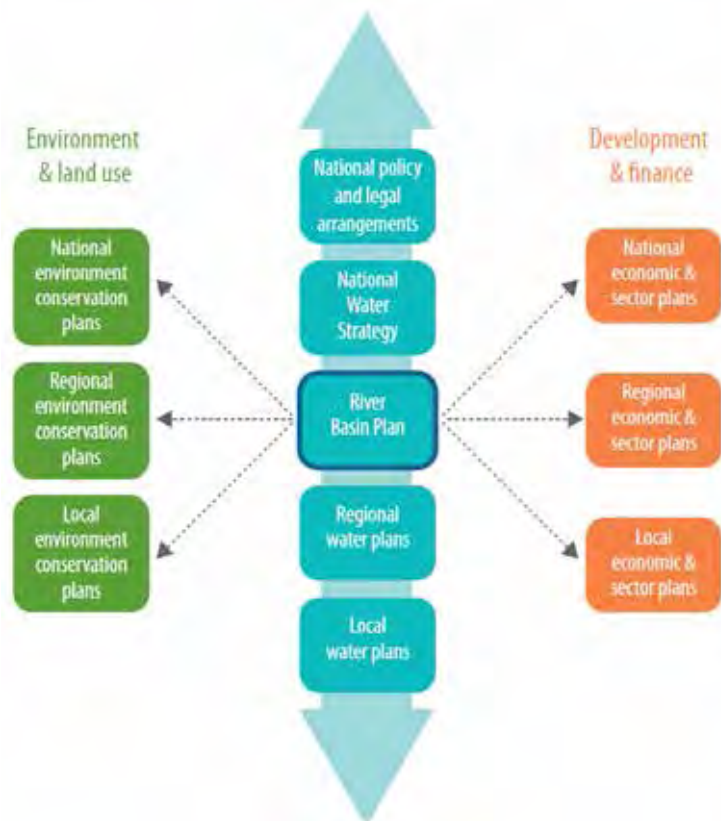 Environment
& land use
National
environment
conservation
plans
Regional
environment
conservation
plans
Local
environment
conservation
plans
National policy
and legal
arrangements
National
Water
Strategy
River
Basin Plan
Regional
water plans
Local
water plans
Development
& finance
National
economic &
sector plans
Regional
economic &
sector plans
Local
economic &
sector plans